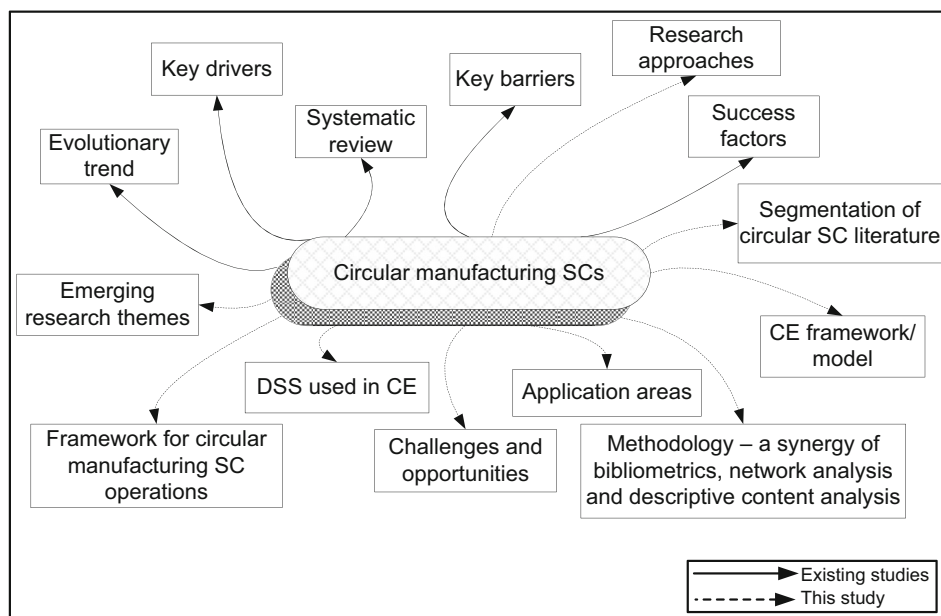 Research
approaches
Key drivers
Key barriers
Systematic
review
Success
factors
Evolutionary
trend
Segmentation of
circular SC literature
Circular manufacturing SCs
Emerging
research themes
CE framework/
model
DSS used in CE
Application areas
Framework for circular
manufacturing SC
operations
Challenges and
opportunities
Methodology – a synergy of
bibliometrics, network analysis
and descriptive content analysis
Existing studies
This study